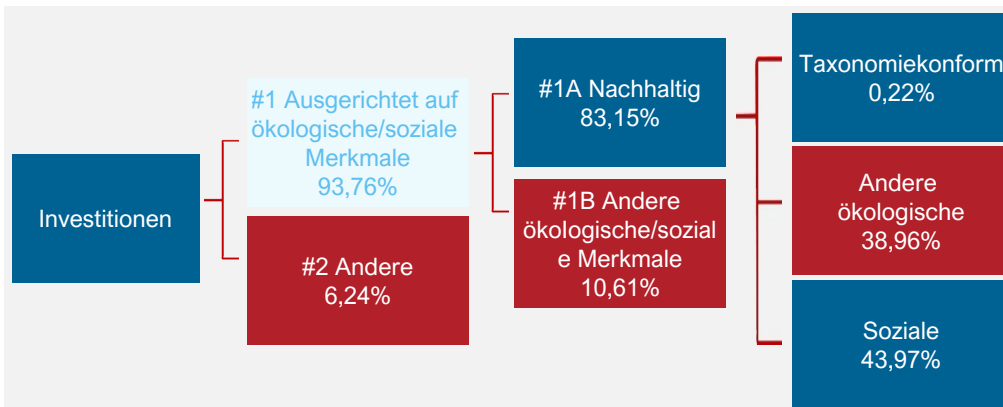 Investitionen
#1 Ausgerichtet auf
ökologische/soziale
Merkmale
93,76%
#2 Andere
6,24%
#1A Nachhaltig
83,15%
#1B Andere
ökologische/sozial
e Merkmale
10,61%
Taxonomiekonform
0,22%
Andere
ökologische
38,96%
Soziale
43,97%